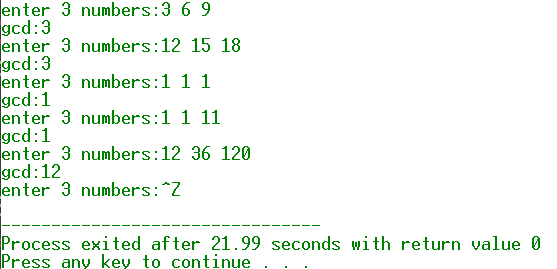 enter 3 numbers:3 6 9
gcd:3
enter 3 numbers:12 15 18
gcd:3
enter 3 numbers:1 1 1
gcd:1
enter 3 numbers:1 1 11
gcd:1
enter 3 numbers:12 36 120
gcd:12
enter 3 numbers:^Z
--------------------------------
Process exited after 21.99 seconds with return value 0
Press any key to continue . . .